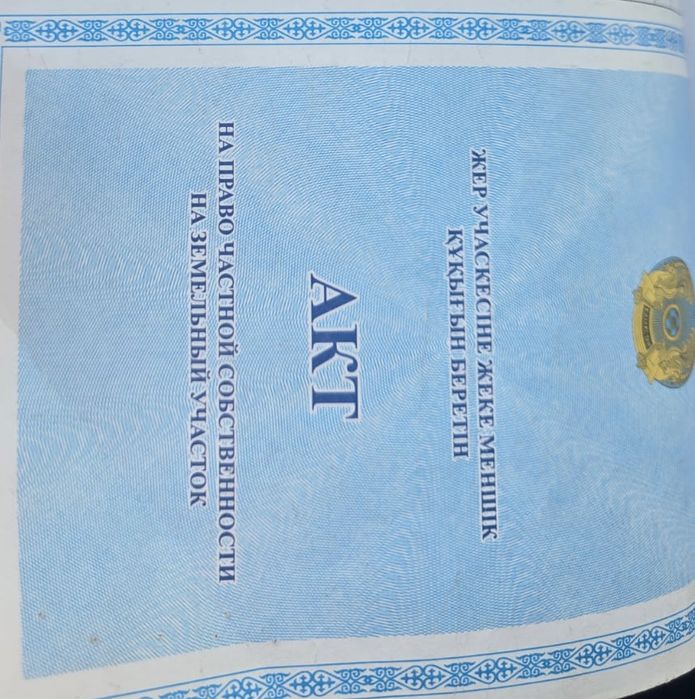 ЖЕР УЧАСКЕСІНЕ ЖЕКЕ МЕНШІК
ҚҰҚЫҒЫН БЕРЕТІН
АКТ
НА ПРАВО ЧАСТНОЙ СОБСТВЕННОСТИ
НА ЗЕМЕЛЬНЫЙ УЧАСТОК